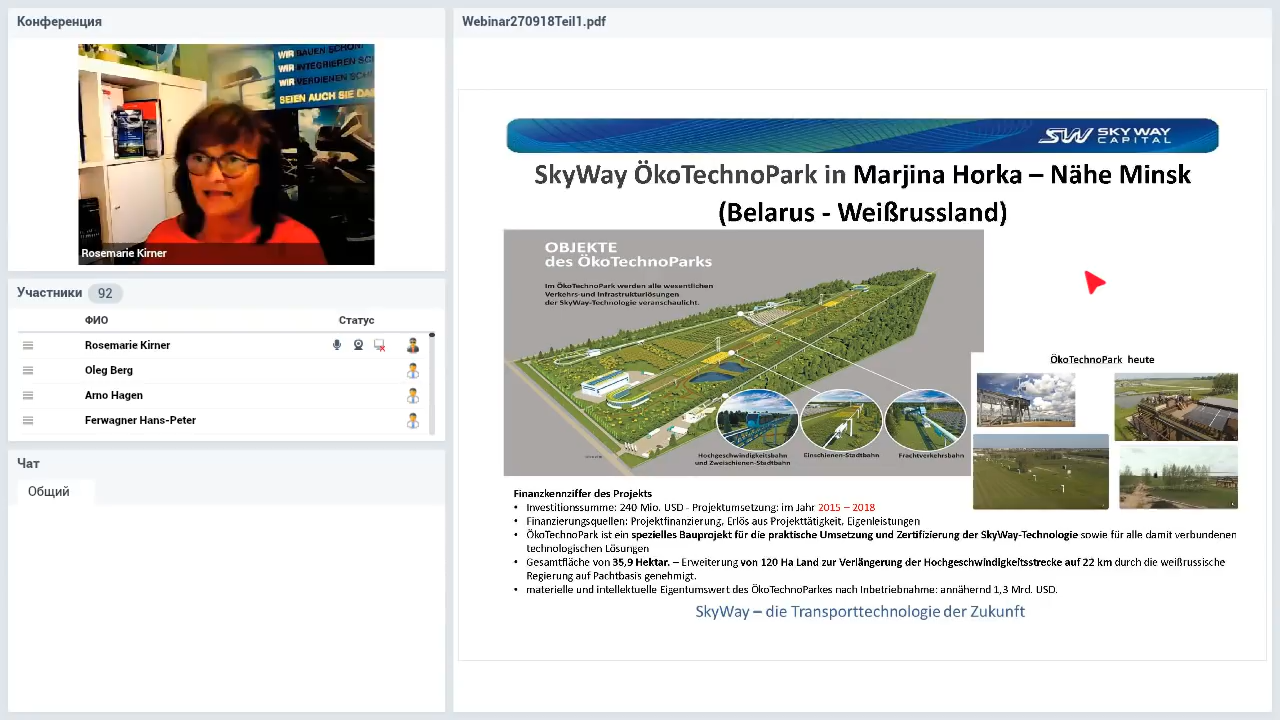 Конференция
WIR BAUEN SCHON
WIR INTEGRIEREN
WIR VERDIENEN
SEIEN AUCH SIE
Rosemarie Kirner
Участники 92
ФИО Статус
Rosemarie Kirner
Oleg Berg
Arno Hagen
Ferwagner Hans-Peter
Чат
Общий
Webinar270918Teil1.pdf
SW SKY WAY
CAPITAL
SkyWay ÖkoTechnoPark in Marjina Horka – Nähe Minsk
(Belarus - Weißrussland)
OBJEKTE
des ÖkoTechnoParks
Im ÖkoTechnoPark werden alle wesentlichen
Verkehrs-und Infrastrukturlösungen
der SkyWay-Technologie veranschaulicht.
Hochgeschwindigkeitsbahn
und Zweischienen-Stadtbahn
Einschienen-Stadtbahn
Frachtverkehrsbahn
ÖkoTechnoPark heute
Finanzkennziffer des Projekts
• Investitionssumme: 240 Mio. USD - Projektumsetzung: im Jahr 2015 – 2018
• Finanzierungsquellen: Projektfinanzierung, Erlös aus Projekttätigkeit, Eigenleistungen
• ÖkoTechnoPark ist ein spezielles Bauprojekt für die praktische Umsetzung und Zertifizierung der SkyWay-Technologie sowie für alle damit verbundenen
technologischen Lösungen
• Gesamtfläche von 35,9 Hektar. – Erweiterung von 120 Ha Land zur Verlängerung der Hochgeschwindigkeitsstrecke auf 22 km durch die weißrussische
Regierung auf Pachtbasis genehmigt.
• materielle und intellektuelle Eigentumswert des ÖkoTechnoParkes nach Inbetriebnahme: annähernd 1,3 Mrd. USD.
SkyWay – die Transporttechnologie der Zukunft